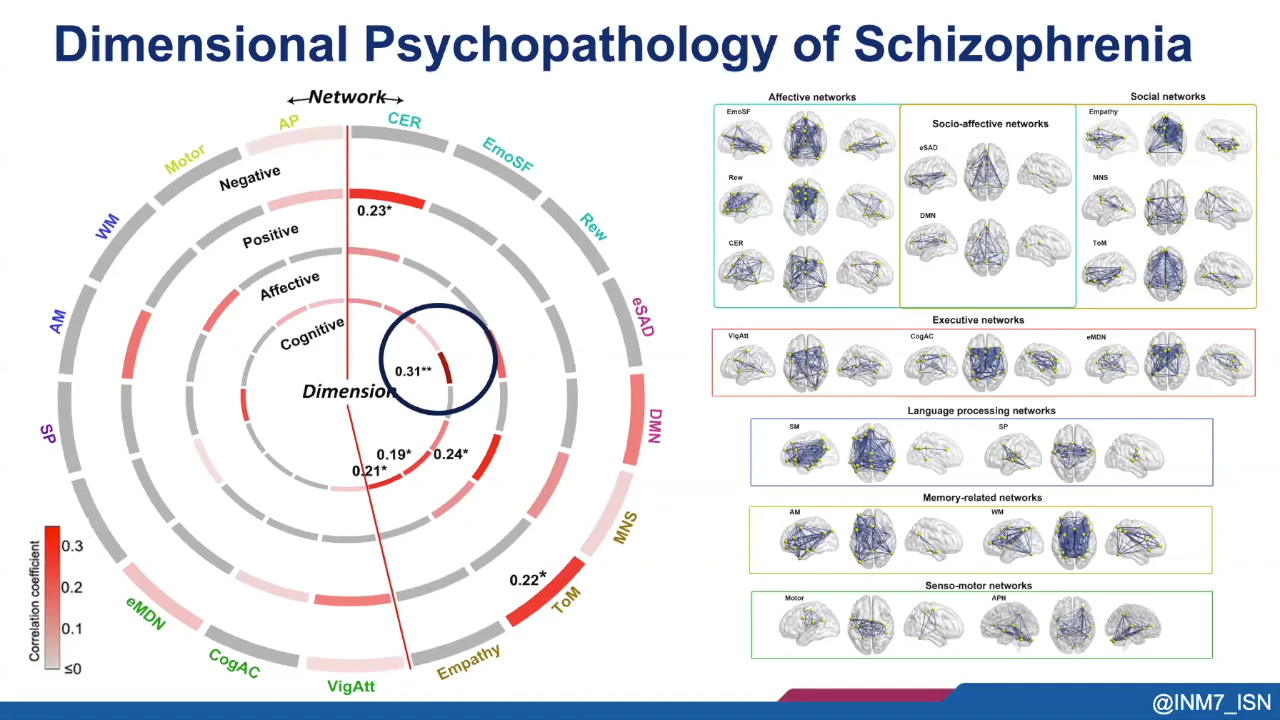 Dimensional Psychopathology of Schizophrenia
Network
AP
CER
Motor
EmoSF
WM
Rew
AM
eSAD
SP
DMN
MNS
eMDN
ToM
CogAC
Empathy
VigAtt
Negative
Positive
Affective
Cognitive
Dimension
0.23*
0.31**
0.19*
0.24*
0.21*
0.22*
Correlation coefficient
0.3
0.2
0.1
≤0
Affective networks
EmoSF
Rew
CER
Socio-affective networks
eSAD
DMN
Social networks
Empathy
MNS
ToM
Executive networks
VigAtt
CogAC
eMDN
Language processing networks
SM
SP
Memory-related networks
AM
WM
Senso-motor networks
Motor
APN
@INM7_ISN